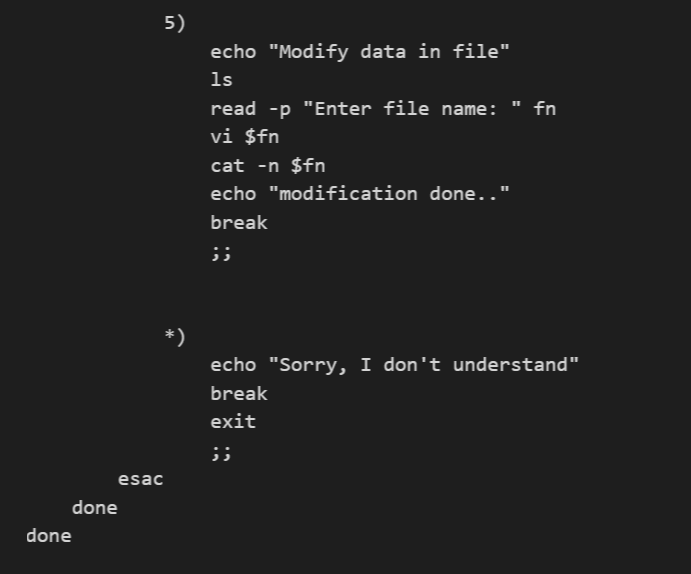 5)
echo "Modify data in file"
ls
read -p "Enter file name: " fn
vi $fn
cat -n $fn
echo "modification done.."
break
;;
*)
echo "Sorry, I don't understand"
break
exit
;;
esac
done
done